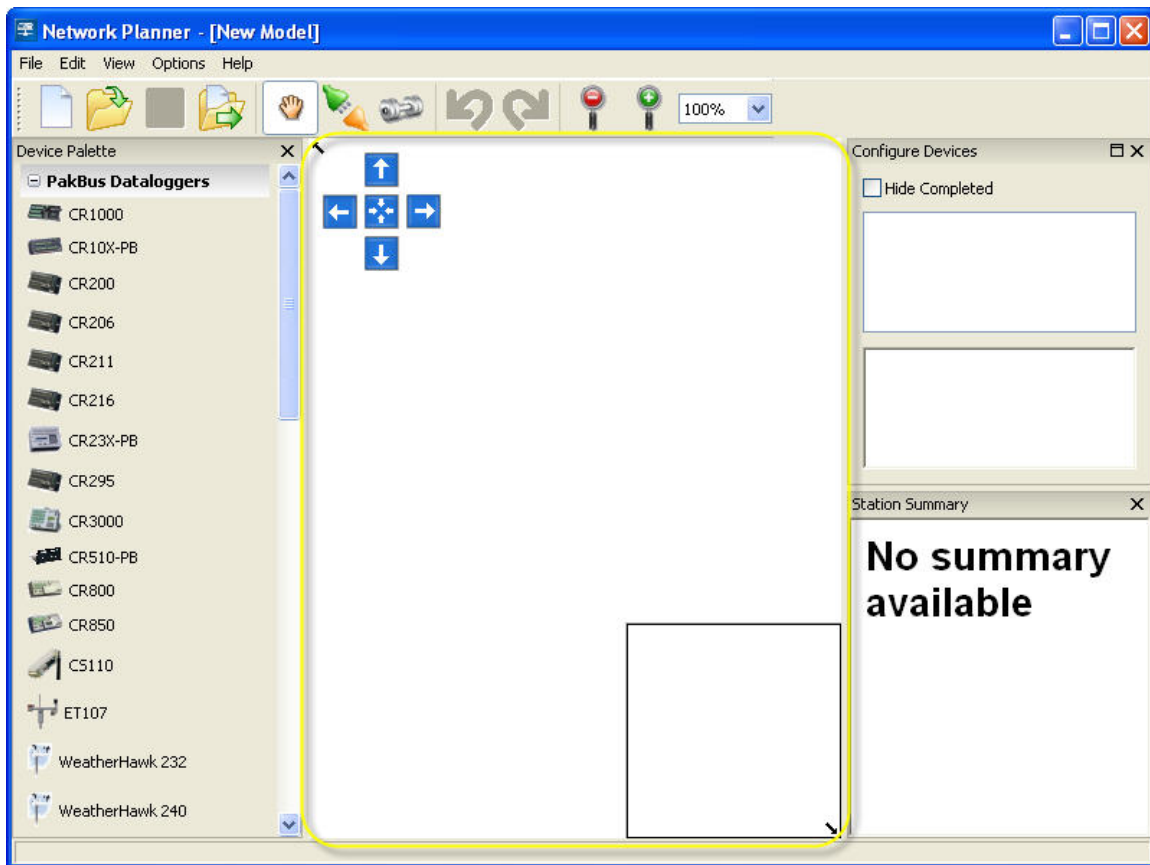 Network Planner - [New Model]
File Edit View Options Help
100%
Device Palette
PakBus Dataloggers
CR1000
CR10X-PB
CR200
CR206
CR211
CR216
CR23X-PB
CR295
CR3000
CR510-PB
CR800
CR850
CS110
ET107
WeatherHawk 232
WeatherHawk 240
Configure Devices
Hide Completed
Station Summary
No summary
available